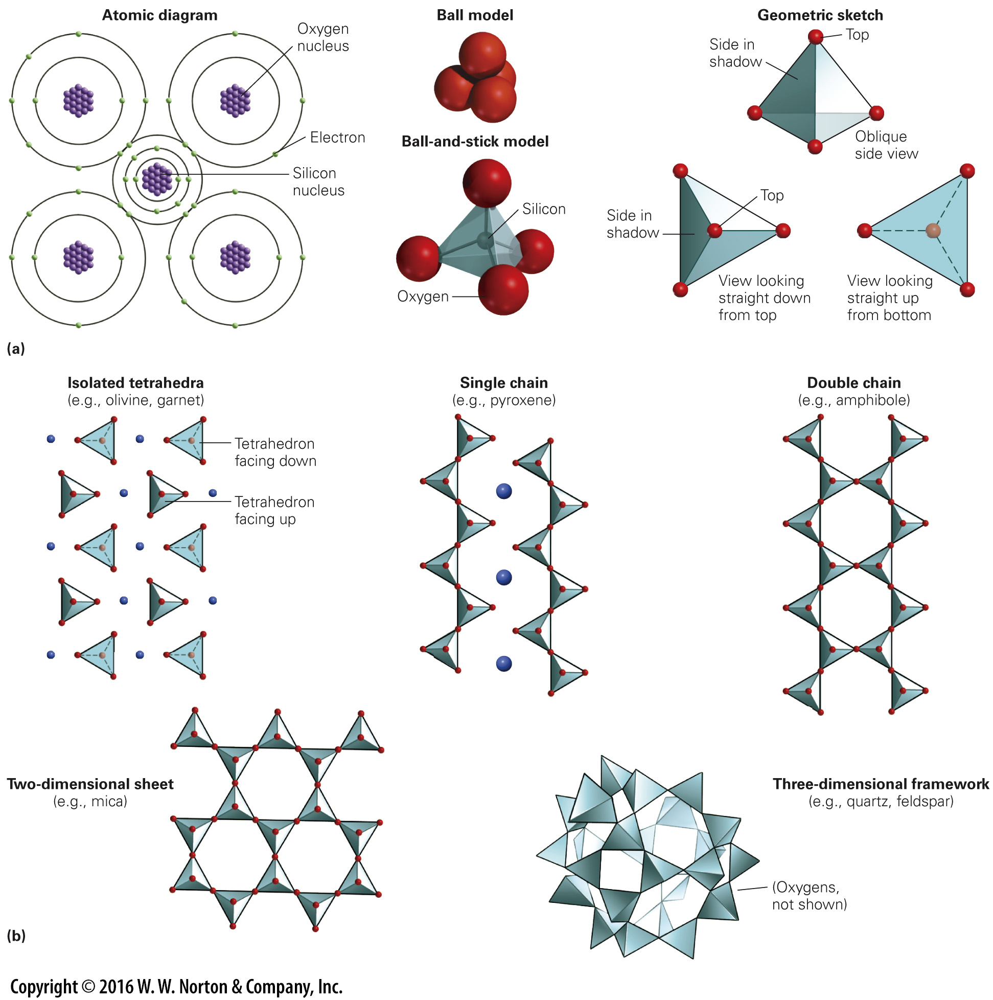 Atomic diagram
Oxygen
nucleus
Electron
Silicon
nucleus
Ball model
Ball-and-stick model
Silicon
Oxygen
Geometric sketch
Top
Side in
shadow
Oblique
side view
Top
Side in
shadow
View looking
straight down
from top
View looking
straight up
from bottom
(a)
Isolated tetrahedra
(e.g., olivine, garnet)
Tetrahedron
facing down
Tetrahedron
facing up
Single chain
(e.g., pyroxene)
Double chain
(e.g., amphibole)
Two-dimensional sheet
(e.g., mica)
Three-dimensional framework
(e.g., quartz, feldspar)
(Oxygens,
not shown)
(b)
Copyright © 2016 W. W. Norton & Company, Inc.